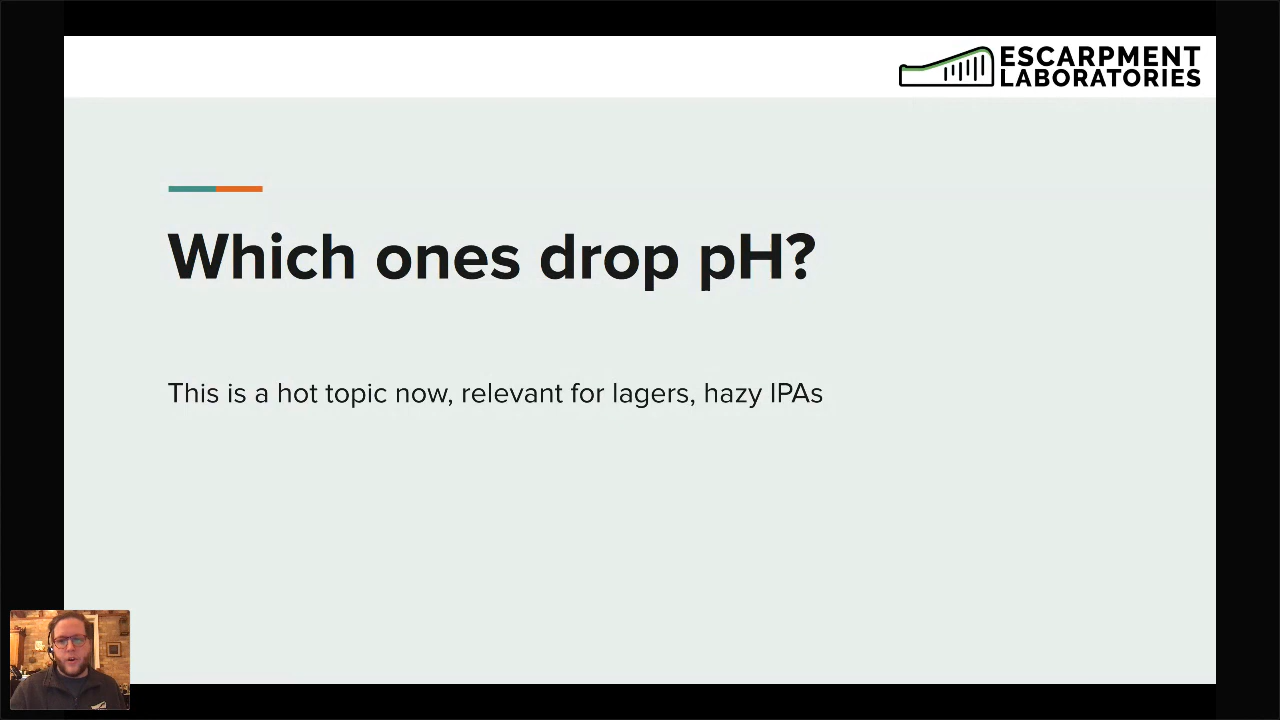 ESCARPMENT
LABORATORIES
Which ones drop pH?
This is a hot topic now, relevant for lagers, hazy IPAs